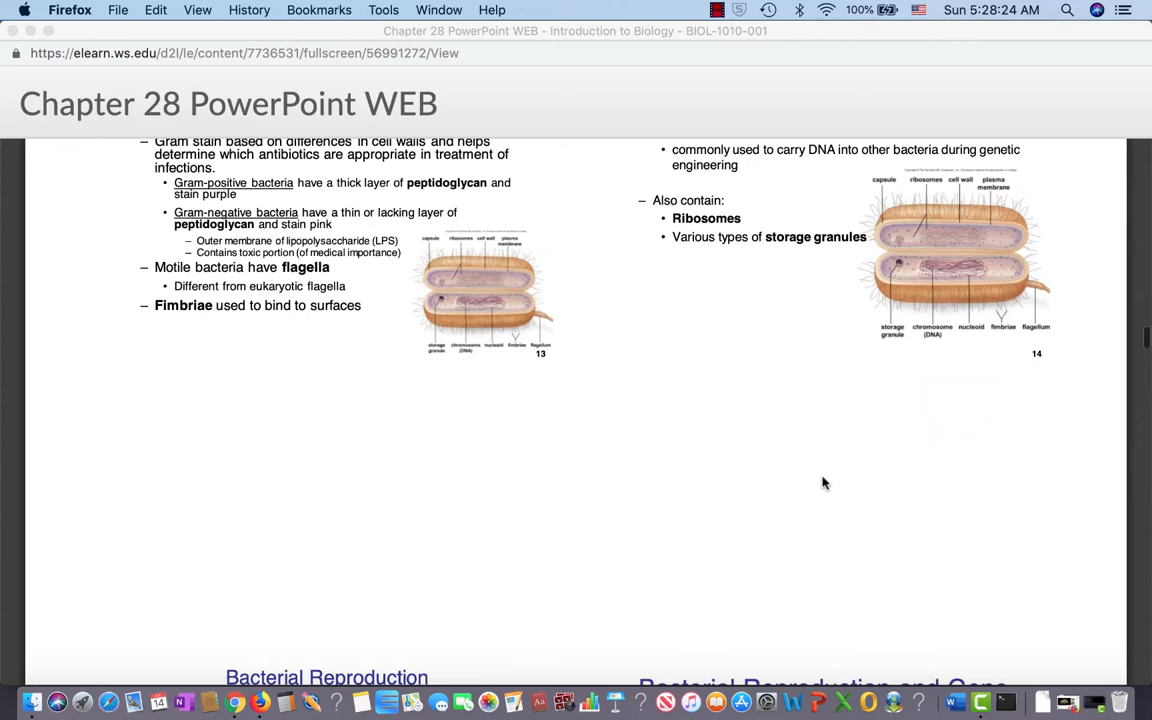 Firefox File Edit View History Bookmarks Tools Window Help 100% Sun 5:28:24 AM
Chapter 28 PowerPoint WEB - Introduction to Biology - BIOL-1010-001
https://elearn.ws.edu/d2l/le/content/7736531/fullscreen/56991272/View
Chapter 28 PowerPoint WEB
– Gram stain based on differences in cell walls and helps
determine which antibiotics are appropriate in treatment of
infections.
• Gram-positive bacteria have a thick layer of peptidoglycan and
stain purple
• Gram-negative bacteria have a thin or lacking layer of
peptidoglycan and stain pink
– Outer membrane of lipopolysaccharide (LPS)
– Contains toxic portion (of medical importance)
– Motile bacteria have flagella
• Different from eukaryotic flagella
– Fimbriae used to bind to surfaces
capsule ribosomes cell wall plasma
membrane
storage chromosome nucleoid fimbriae flagellum
granule (DNA)
13
• commonly used to carry DNA into other bacteria during genetic
engineering
– Also contain:
• Ribosomes
• Various types of storage granules
capsule ribosomes cell wall plasma
membrane
storage chromosome nucleoid fimbriae flagellum
granule (DNA)
14
Bacterial Reproduction
Bacterial Reproduction and Gene